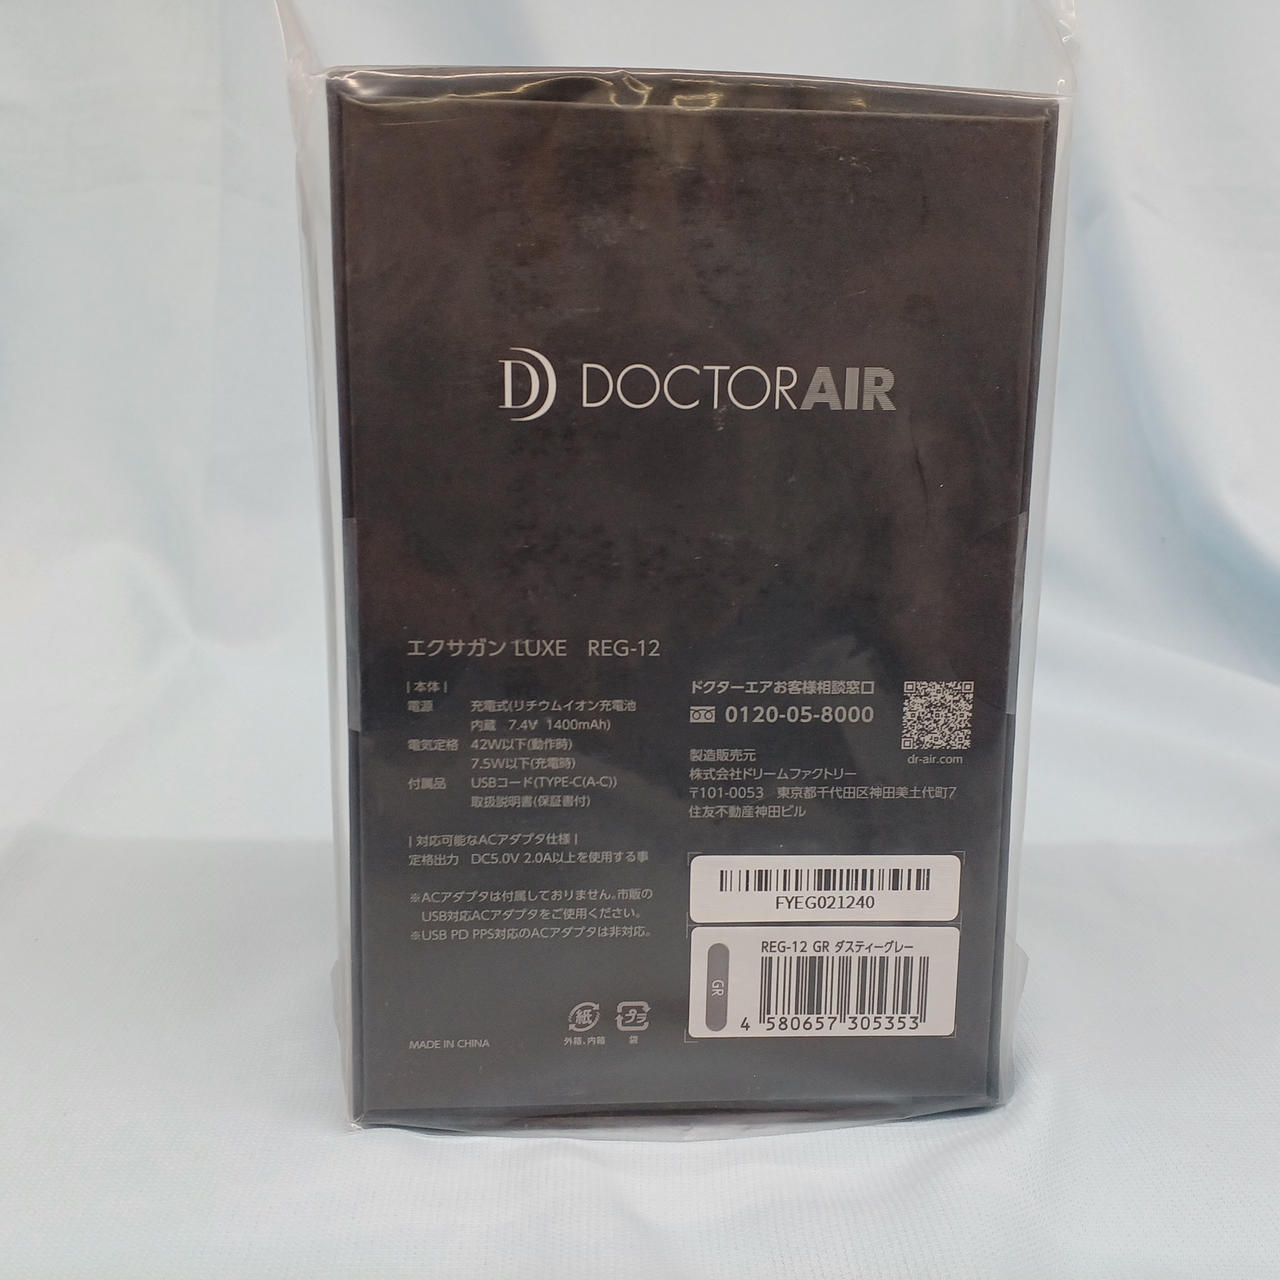 D DOCTORAIR
エクサガン LUXE REG-12
|本体|
電源 充電式(リチウムイオン充電池
内蔵 7.4V 1400mAh)
電気定格 42W以下(動作時)
7.5W以下(充電時)
付属品 USBコード(TYPE-C(A-C))
取扱説明書(保証書付)
|対応可能なACアダプタ仕様|
定格出力 DC5.0V 2.0A以上を使用する事
※ACアダプタは付属しておりません。市販の
USB対応ACアダプタをご使用ください。
※USB PD PPS対応のACアダプタは非対応。
MADE IN CHINA
紙
外箱、内箱
プラ
袋
ドクターエアお客様相談窓口
0120-05-8000
dr-air.com
製造販売元
株式会社ドリームファクトリー
〒101-0053 東京都千代田区神田美土代町7
住友不動産神田ビル
FYEG021240
REG-12 GR ダスティーグレー
GR
4 580657 305353